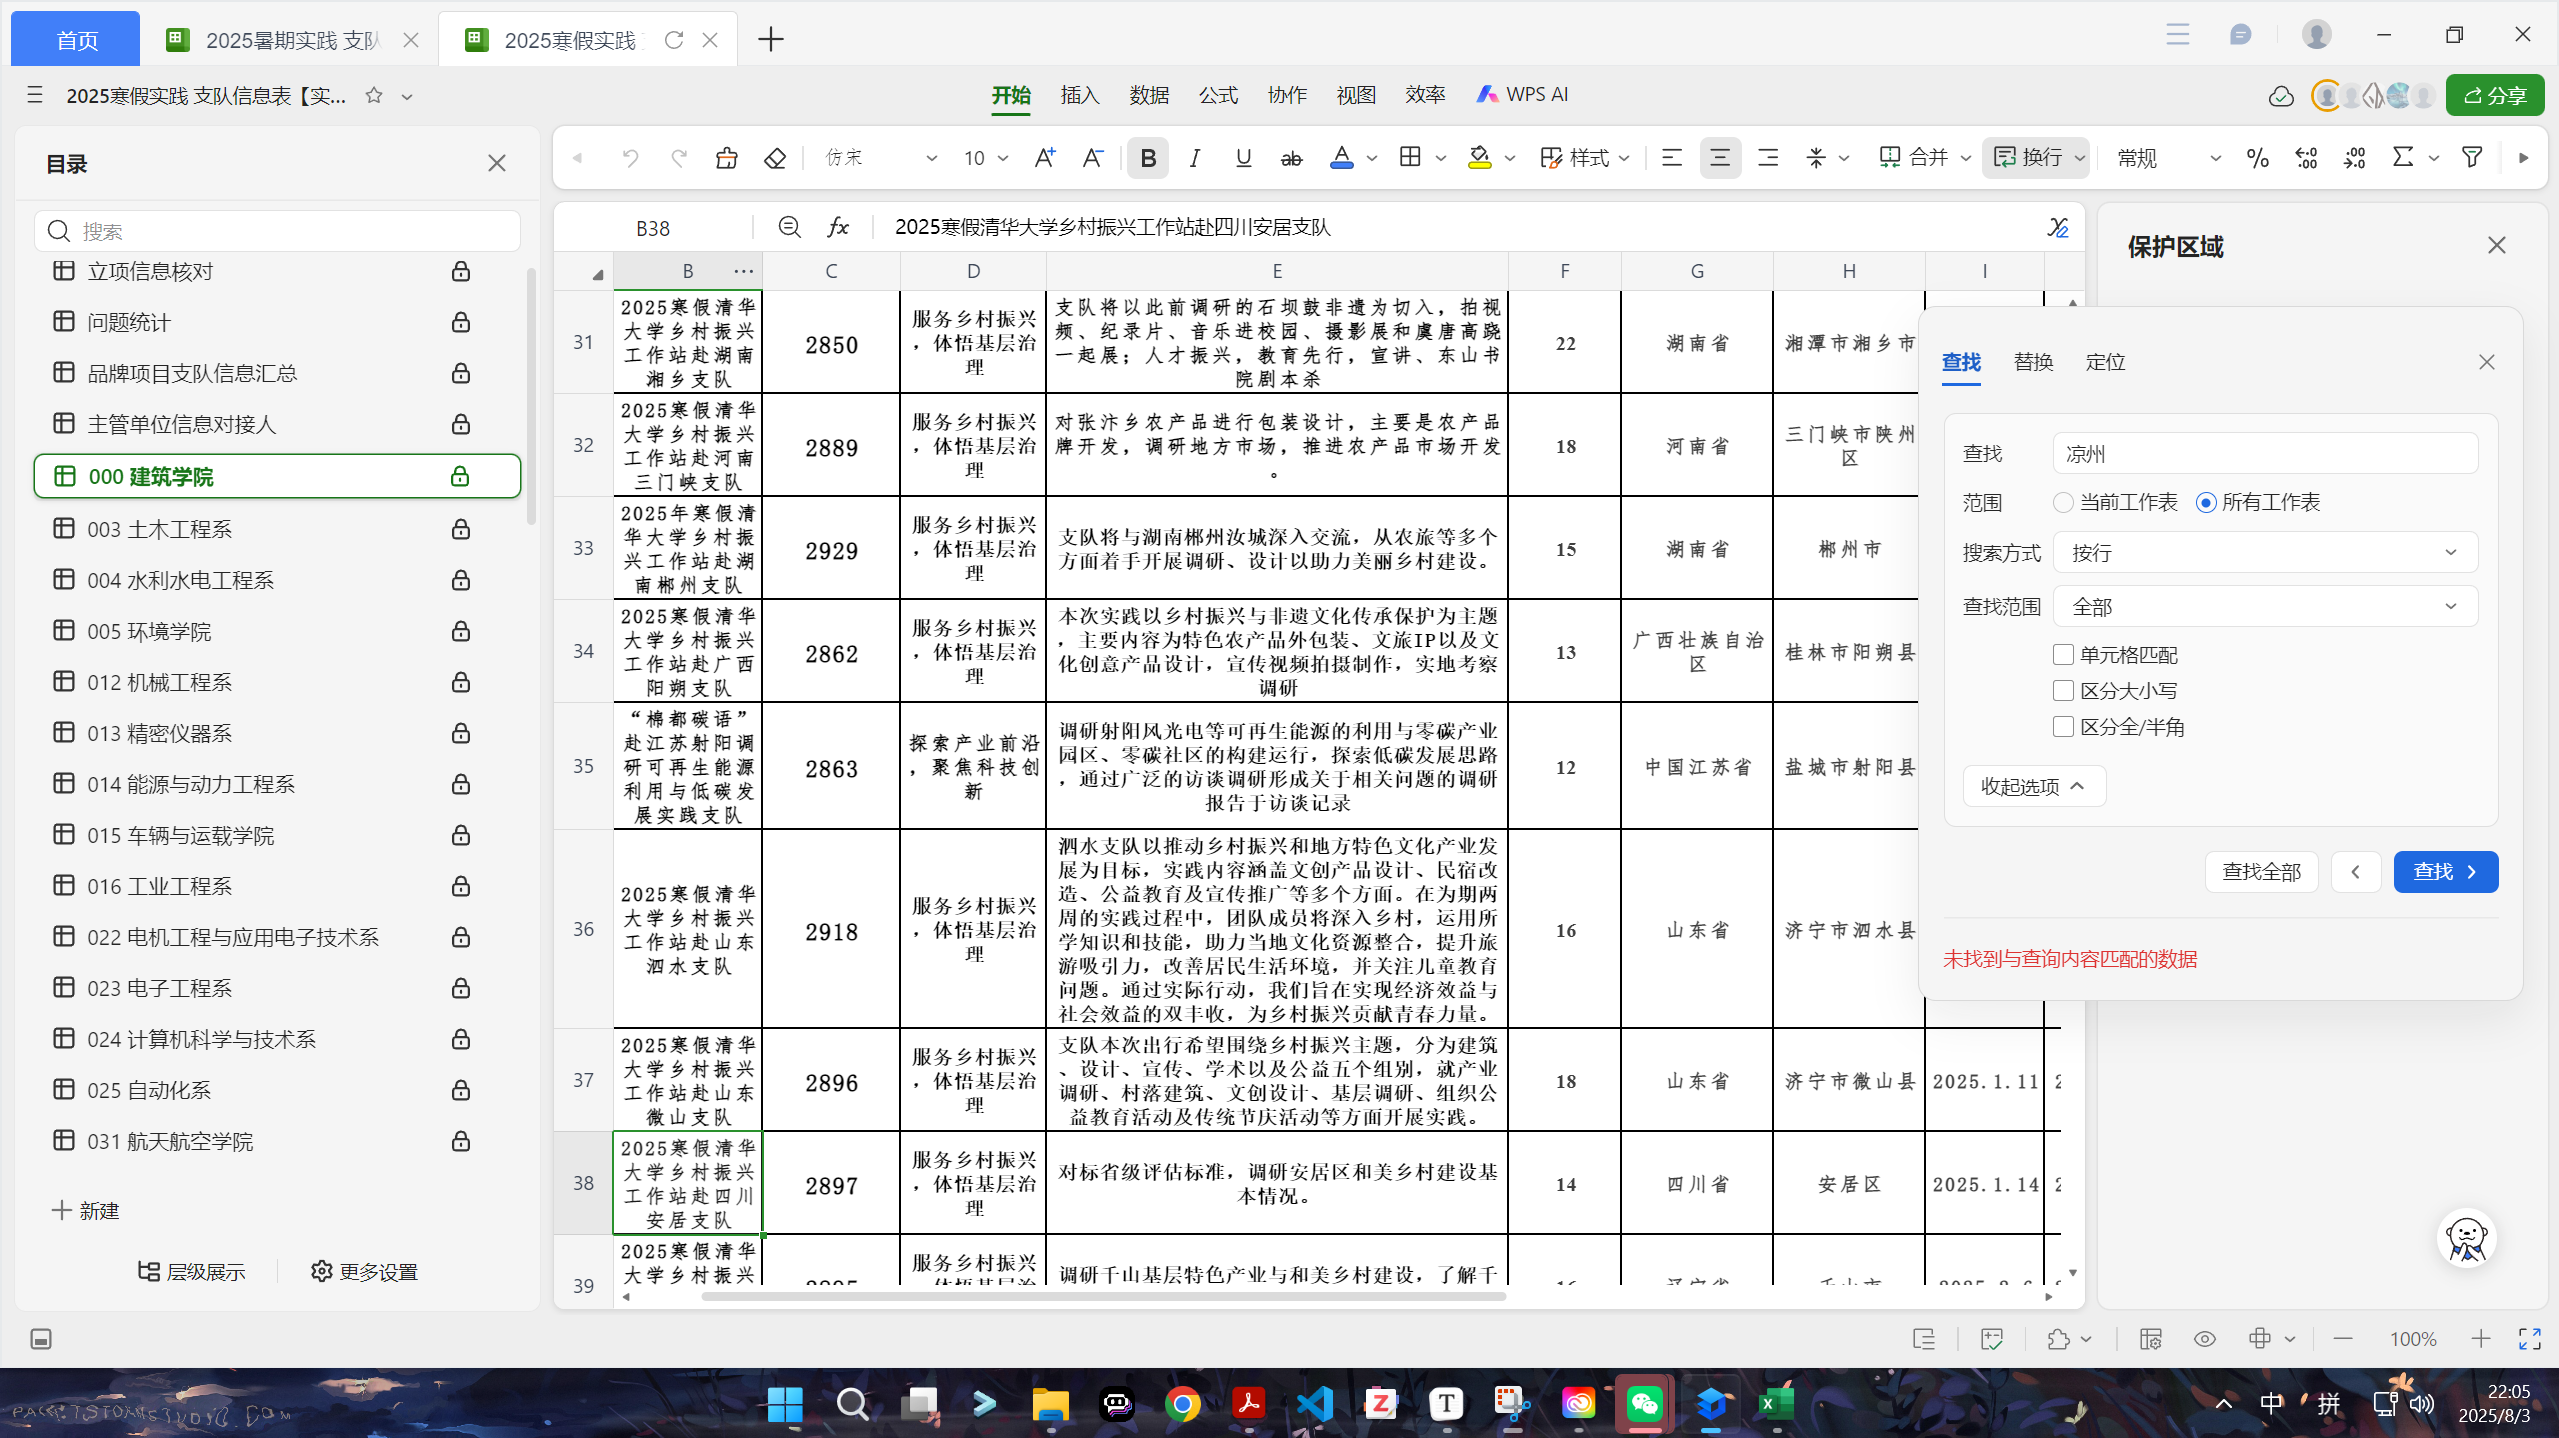 首页
2025暑期实践 支队
2025寒假实践
2025寒假实践 支队信息表【实...
开始 插入 数据 公式 协作 视图 效率 WPS AI
分享
目录
搜索
立项信息核对
问题统计
品牌项目支队信息汇总
主管单位信息对接人
000 建筑学院
003 土木工程系
004 水利水电工程系
005 环境学院
012 机械工程系
013 精密仪器系
014 能源与动力工程系
015 车辆与运载学院
016 工业工程系
022 电机工程与应用电子技术系
023 电子工程系
024 计算机科学与技术系
025 自动化系
031 航天航空学院
新建
层级展示 更多设置
仿宋 10 B I U ab A 样式 合并 换行 常规 %
B38 fx 2025寒假清华大学乡村振兴工作站赴四川安居支队
B C D E F G H I
31
2025寒假清华
大学乡村振兴
工作站赴湖南
湘乡支队
2850
服务乡村振兴
，体悟基层治
理
支队将以此前调研的石坝鼓非遗为切入，拍视
频、纪录片、音乐进校园、摄影展和虞唐高跷
一起展；人才振兴，教育先行，宣讲、东山书
院剧本杀
22
湖南省
湘潭市湘乡市
32
2025寒假清华
大学乡村振兴
工作站赴河南
三门峡支队
2889
服务乡村振兴
，体悟基层治
理
对张汴乡农产品进行包装设计，主要是农产品
牌开发，调研地方市场，推进农产品市场开发
。
18
河南省
三门峡市陕州
区
33
2025年寒假清
华大学乡村振
兴工作站赴湖
南郴州支队
2929
服务乡村振兴
，体悟基层治
理
支队将与湖南郴州汝城深入交流，从农旅等多个
方面着手开展调研、设计以助力美丽乡村建设。
15
湖南省
郴州市
34
2025寒假清华
大学乡村振兴
工作站赴广西
阳朔支队
2862
服务乡村振兴
，体悟基层治
理
本次实践以乡村振兴与非遗文化传承保护为主题
，主要内容为特色农产品外包装、文旅IP以及文
化创意产品设计，宣传视频拍摄制作，实地考察
调研
13
广西壮族自治
区
桂林市阳朔县
35
“棉都碳语”
赴江苏射阳调
研可再生能源
利用与低碳发
展实践支队
2863
探索产业前沿
，聚焦科技创
新
调研射阳风光电等可再生能源的利用与零碳产业
园区、零碳社区的构建运行，探索低碳发展思路
，通过广泛的访谈调研形成关于相关问题的调研
报告于访谈记录
12
中国江苏省
盐城市射阳县
36
2025寒假清华
大学乡村振兴
工作站赴山东
泗水支队
2918
服务乡村振兴
，体悟基层治
理
泗水支队以推动乡村振兴和地方特色文化产业发
展为目标，实践内容涵盖文创产品设计、民宿改
造、公益教育及宣传推广等多个方面。在为期两
周的实践过程中，团队成员将深入乡村，运用所
学知识和技能，助力当地文化资源整合，提升旅
游吸引力，改善居民生活环境，并关注儿童教育
问题。通过实际行动，我们旨在实现经济效益与
社会效益的双丰收，为乡村振兴贡献青春力量。
16
山东省
济宁市泗水县
37
2025寒假清华
大学乡村振兴
工作站赴山东
微山支队
2896
服务乡村振兴
，体悟基层治
理
支队本次出行希望围绕乡村振兴主题，分为建筑
、设计、宣传、学术以及公益五个组别，就产业
调研、村落建筑、文创设计、基层调研、组织公
益教育活动及传统节庆活动等方面开展实践。
18
山东省
济宁市微山县
2025.1.11
38
2025寒假清华
大学乡村振兴
工作站赴四川
安居支队
2897
服务乡村振兴
，体悟基层治
理
对标省级评估标准，调研安居区和美乡村建设基
本情况。
14
四川省
安居区
2025.1.14
39
2025寒假清华
大学乡村振兴
服务乡村振兴
调研千山基层特色产业与和美乡村建设，了解千
保护区域
查找 替换 定位
查找 凉州
范围 当前工作表 所有工作表
搜索方式 按行
查找范围 全部
单元格匹配
区分大小写
区分全/半角
收起选项
查找全部 查找
未找到与查询内容匹配的数据
100%
中 拼
22:05
2025/8/3